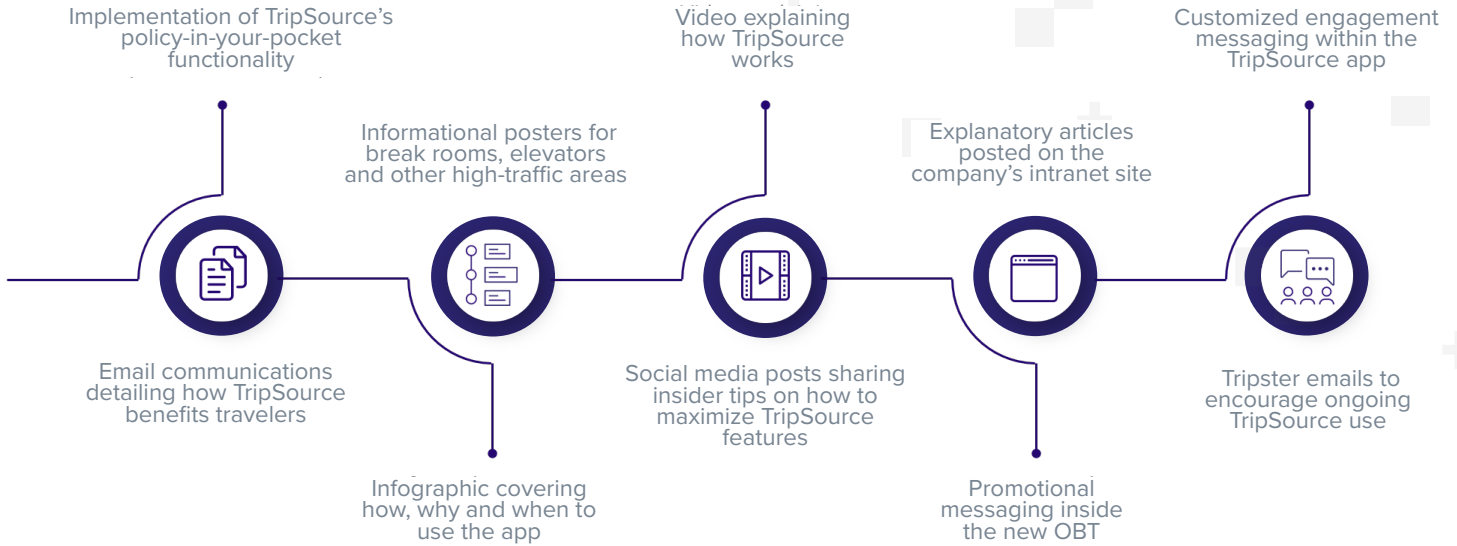 Implementation of TripSource's
policy-in-your-pocket
functionality
Email communications
detailing how TripSource
benefits travelers
Informational posters for
break rooms, elevators
and other high-traffic areas
Infographic covering
how, why and when to
use the app
Video explaining
how TripSource
works
Social media posts sharing
insider tips on how to
maximize TripSource
features
Explanatory articles
posted on the
company's intranet site
Promotional
messaging inside
the new OBT
Customized engagement
messaging within the
TripSource app
Tripster emails to
encourage ongoing
TripSource use